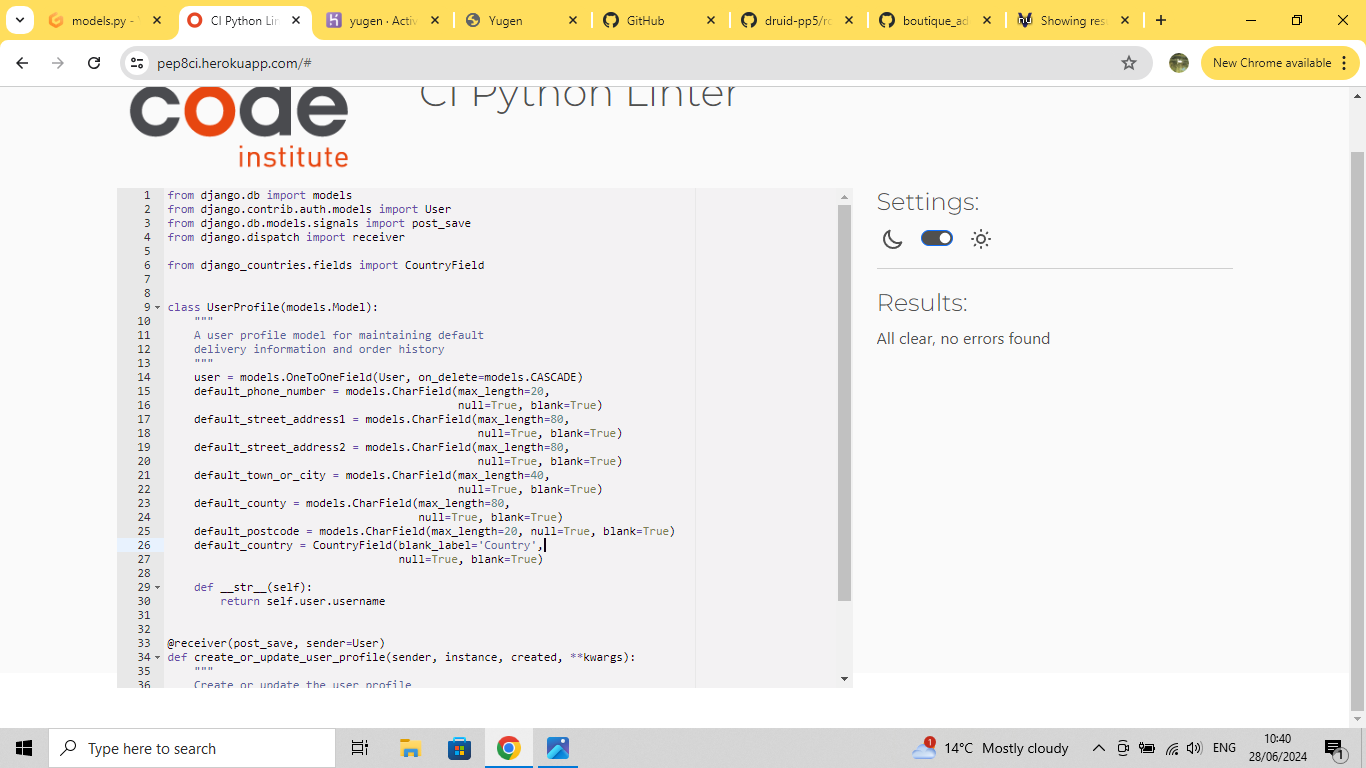 models.py -
CI Python Lin
yugen · Activ
Yugen
GitHub
druid-pp5/ro
boutique_ad
Showing res
pep8ci.herokuapp.com/#
New Chrome available
code
institute
CI Python Linter
1 from django.db import models
2 from django.contrib.auth.models import User
3 from django.db.models.signals import post_save
4 from django.dispatch import receiver
5
6 from django_countries.fields import CountryField
7
8
9 class UserProfile(models.Model):
10 """
11 A user profile model for maintaining default
12 delivery information and order history
13 """
14 user = models.OneToOneField(User, on_delete=models.CASCADE)
15 default_phone_number = models.CharField(max_length=20,
16 null=True, blank=True)
17 default_street_address1 = models.CharField(max_length=80,
18 null=True, blank=True)
19 default_street_address2 = models.CharField(max_length=80,
20 null=True, blank=True)
21 default_town_or_city = models.CharField(max_length=40,
22 null=True, blank=True)
23 default_county = models.CharField(max_length=80,
24 null=True, blank=True)
25 default_postcode = models.CharField(max_length=20, null=True, blank=True)
26 default_country = CountryField(blank_label='Country',
27 null=True, blank=True)
28
29 def __str__(self):
30 return self.user.username
31
32
33 @receiver(post_save, sender=User)
34 def create_or_update_user_profile(sender, instance, created, **kwargs):
35 """
36 Create or update the user profile
Settings:
Results:
All clear, no errors found
Type here to search
1
14°C Mostly cloudy
ENG
10:40
28/06/2024
1